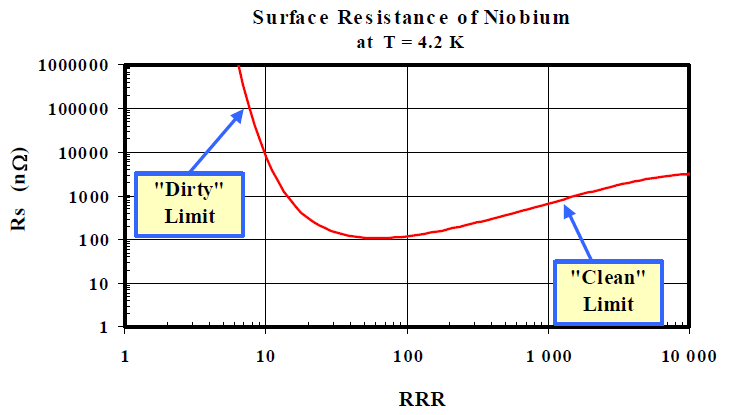 Surface Resistance of Niobium
at T = 4.2 K
1000000
100000
10000
1000
100
10
1
Rs (nΩ)
"Dirty"
Limit
"Clean"
Limit
1
10
100
1 000
10 000
RRR